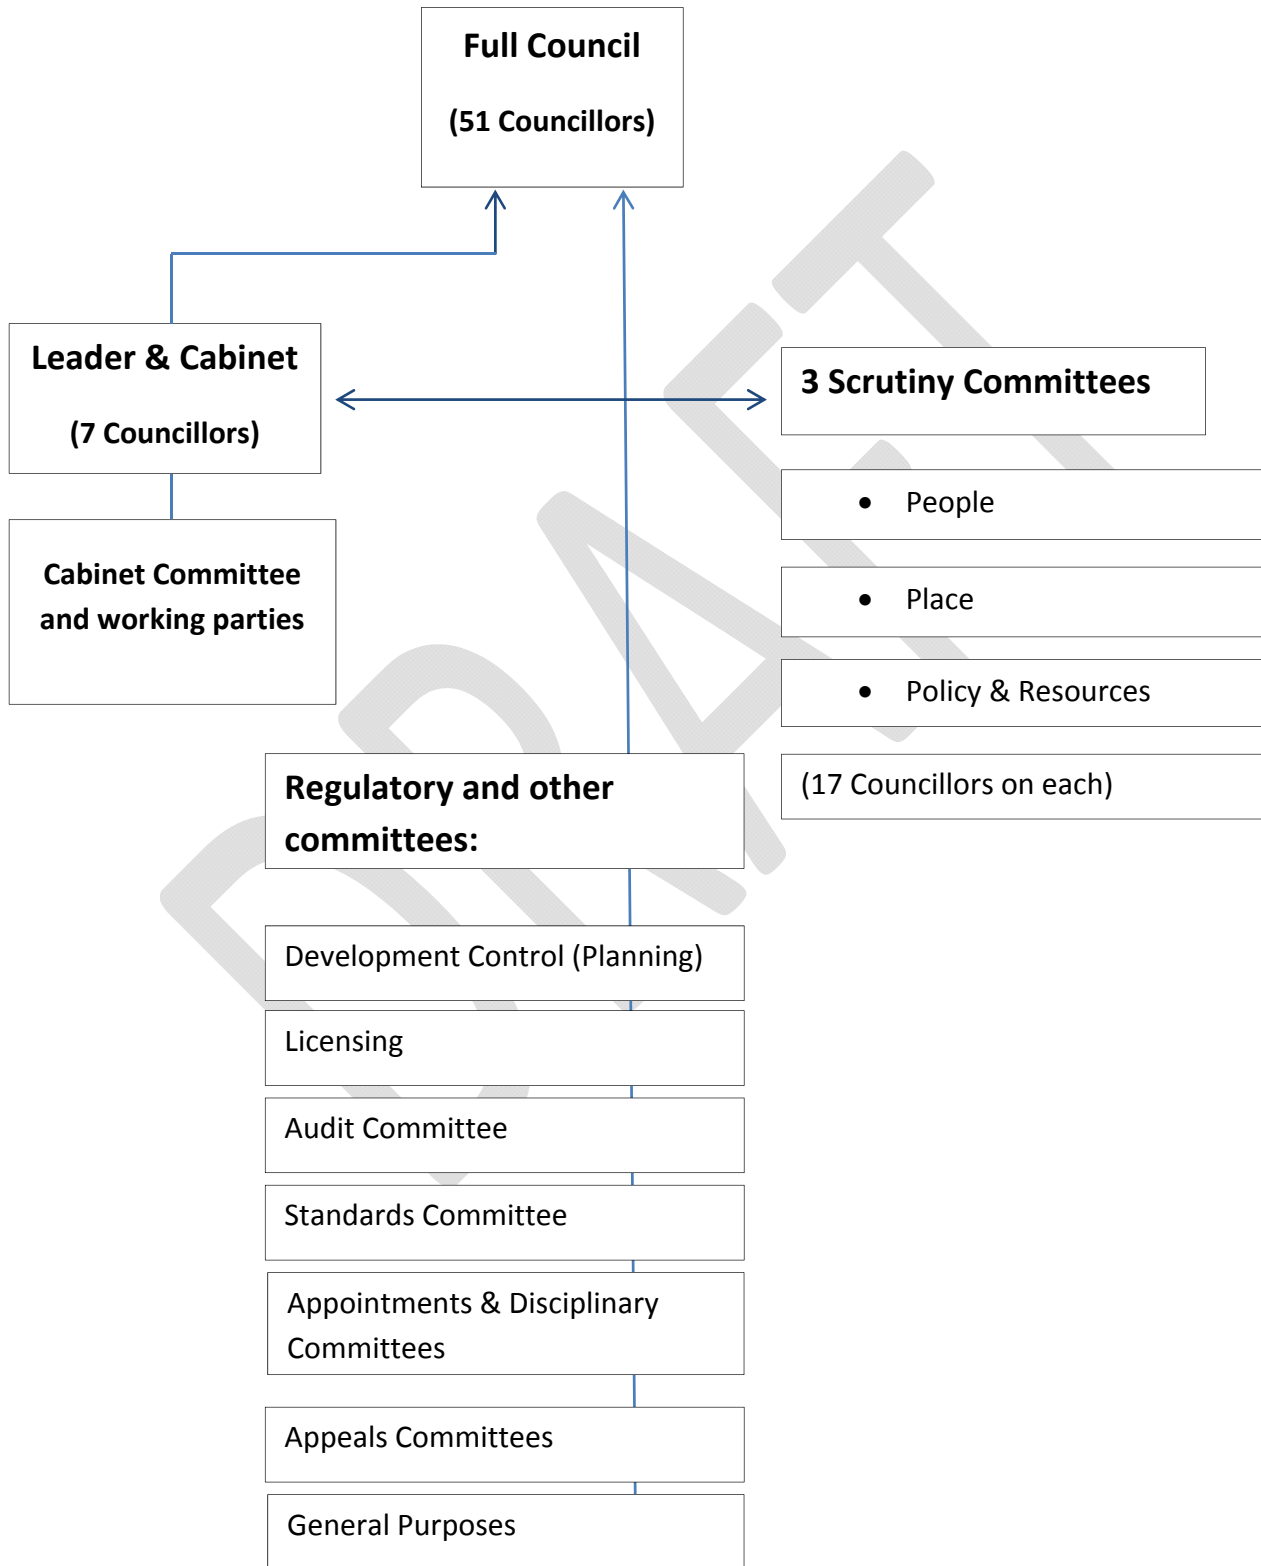 Full Council
(51 Councillors)
Leader & Cabinet
(7 Councillors)
3 Scrutiny Committees
• People
Cabinet Committee
and working parties
• Place
• Policy & Resources
(17 Councillors on each)
Regulatory and other
committees:
Development Control (Planning)
Licensing
Audit Committee
Standards Committee
Appointments & Disciplinary
Committees
Appeals Committees
General Purposes
DRAFT